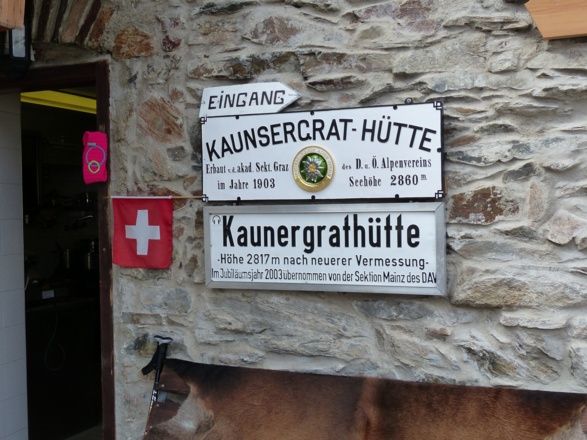 EINGANG
KAUNSERGRAT-HÜTTE
Erbaut v. d. akad. Sekt. Graz des D. u. Ö. Alpenvereins
im Jahre 1903 Seehöhe 2860 m.
Kaunergrathütte
-Höhe 2817 m nach neuerer Vermessung-
Im Jubiläumsjahr 2003 übernommen von der Sektion Mainz des DAV